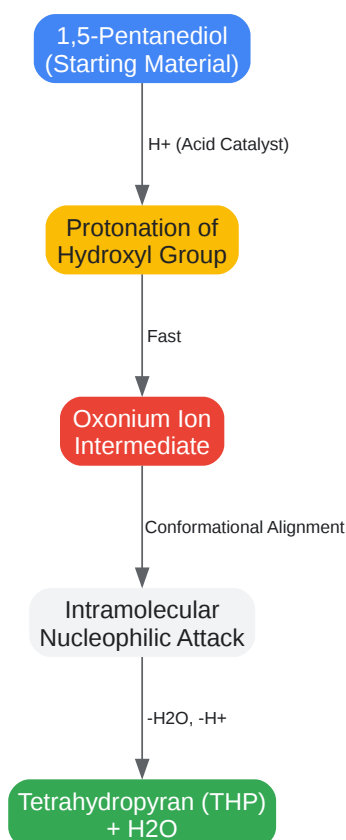 1,5-Pentanediol
(Starting Material)
H+ (Acid Catalyst)
Protonation of
Hydroxyl Group
Fast
Oxonium Ion
Intermediate
Conformational Alignment
Intramolecular
Nucleophilic Attack
-H2O, -H+
Tetrahydropyran (THP)
+ H2O